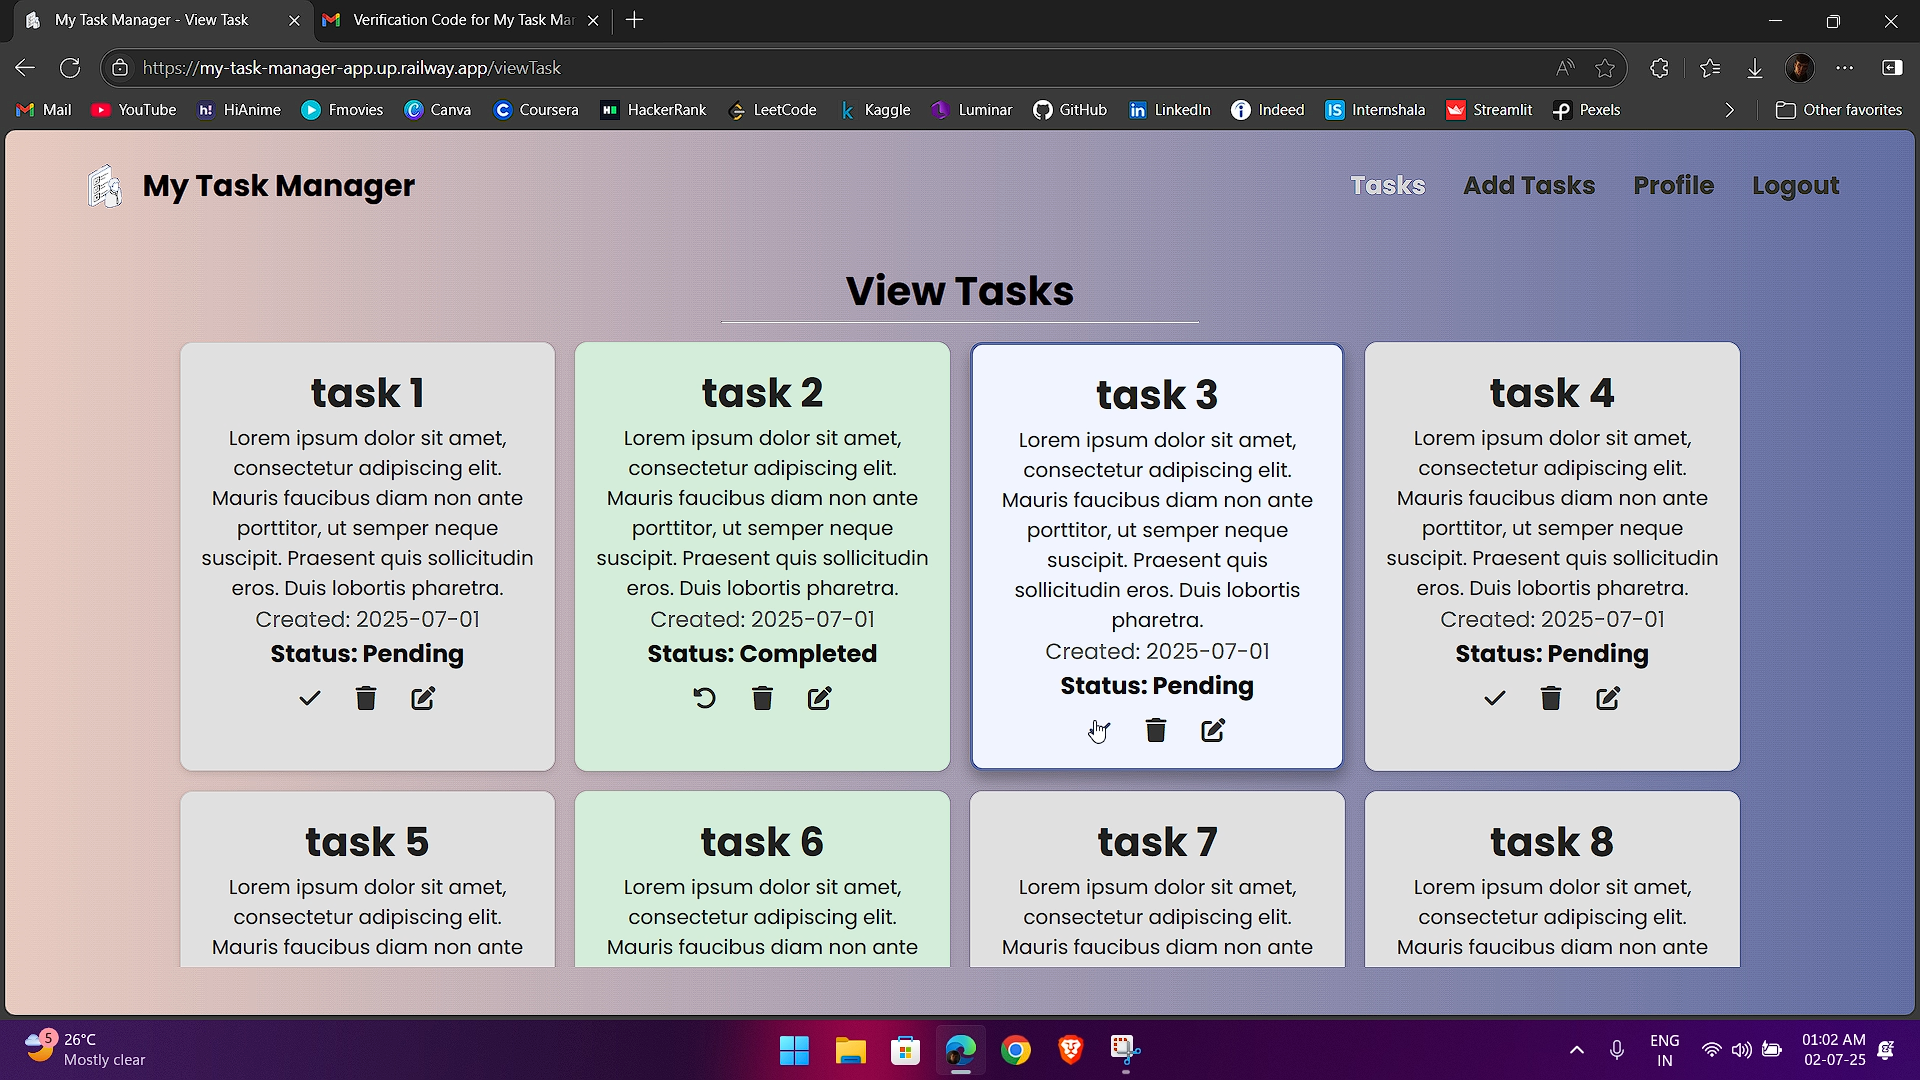 My Task Manager - View Task
Verification Code for My Task Ma
https://my-task-manager-app.up.railway.app/viewTask
Mail
YouTube
h!
HiAnime
Fmovies
Canva
Coursera
HackerRank
LeetCode
k
Kaggle
Luminar
GitHub
in
LinkedIn
Indeed
IS
Internshala
Streamlit
Pexels
Other favorites
My Task Manager
Tasks
Add Tasks
Profile
Logout
View Tasks
task 1
Lorem ipsum dolor sit amet,
consectetur adipiscing elit.
Mauris faucibus diam non ante
porttitor, ut semper neque
suscipit. Praesent quis sollicitudin
eros. Duis lobortis pharetra.
Created: 2025-07-01
Status: Pending
task 2
Lorem ipsum dolor sit amet,
consectetur adipiscing elit.
Mauris faucibus diam non ante
porttitor, ut semper neque
suscipit. Praesent quis sollicitudin
eros. Duis lobortis pharetra.
Created: 2025-07-01
Status: Completed
task 3
Lorem ipsum dolor sit amet,
consectetur adipiscing elit.
Mauris faucibus diam non ante
porttitor, ut semper neque
suscipit. Praesent quis
sollicitudin eros. Duis lobortis
pharetra.
Created: 2025-07-01
Status: Pending
task 4
Lorem ipsum dolor sit amet,
consectetur adipiscing elit.
Mauris faucibus diam non ante
porttitor, ut semper neque
suscipit. Praesent quis sollicitudin
eros. Duis lobortis pharetra.
Created: 2025-07-01
Status: Pending
task 5
Lorem ipsum dolor sit amet,
consectetur adipiscing elit.
Mauris faucibus diam non ante
task 6
Lorem ipsum dolor sit amet,
consectetur adipiscing elit.
Mauris faucibus diam non ante
task 7
Lorem ipsum dolor sit amet,
consectetur adipiscing elit.
Mauris faucibus diam non ante
task 8
Lorem ipsum dolor sit amet,
consectetur adipiscing elit.
Mauris faucibus diam non ante
5
26°C
Mostly clear
ENG
IN
01:02 AM
02-07-25